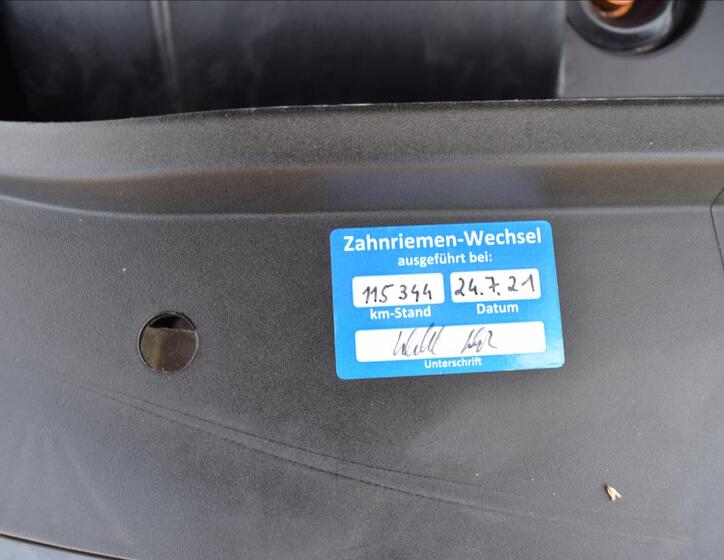 Zahnriemen-Wechsel
ausgeführt bei:
115 344 24.7.21
km-Stand Datum
Unterschrift